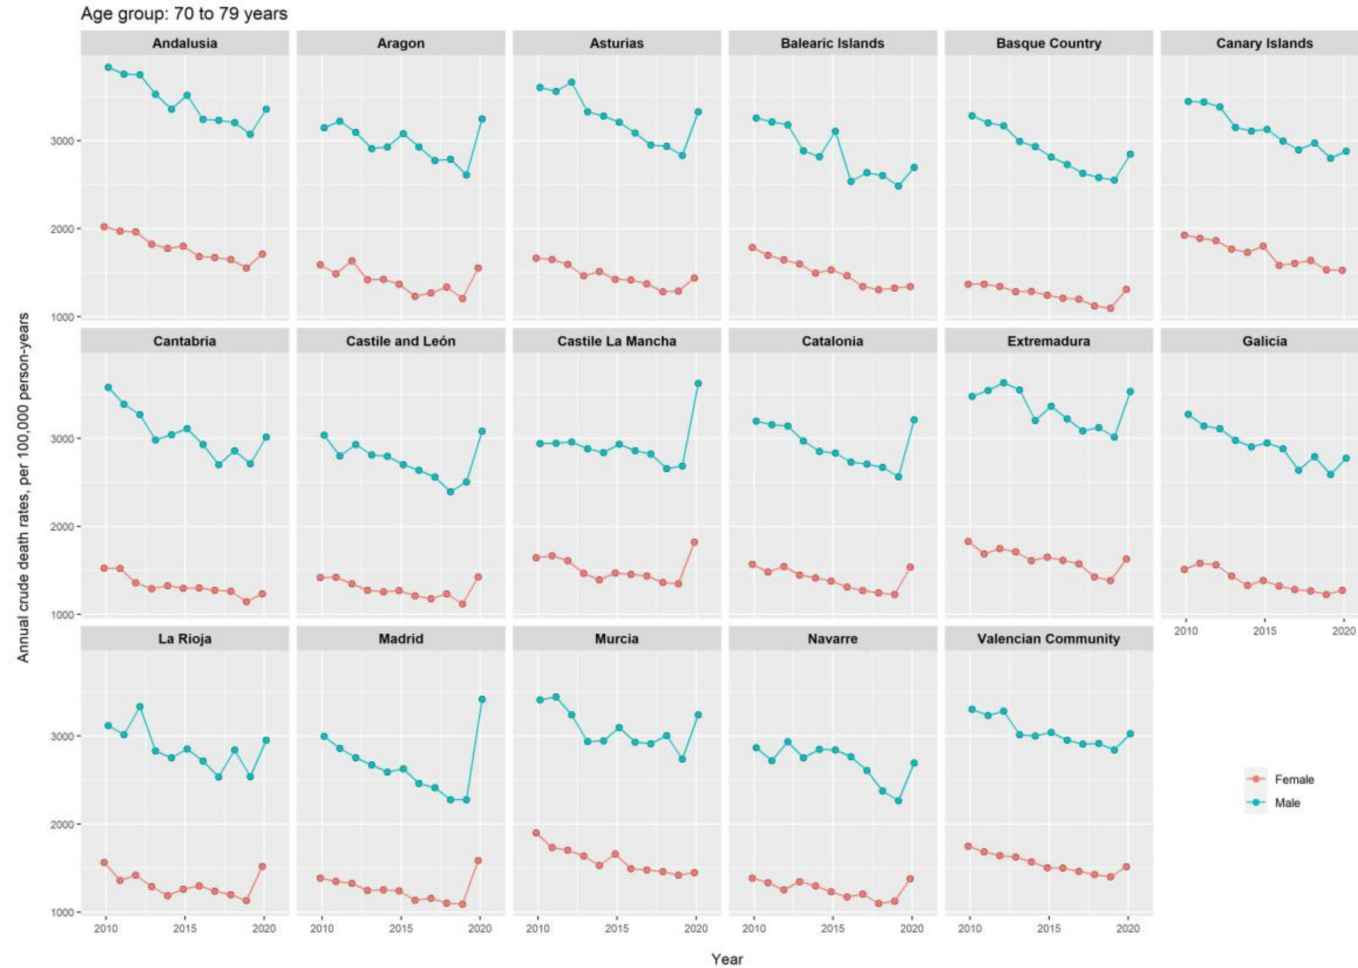 Age group: 70 to 79 years
Andalusia Aragon Asturias Balearic Islands Basque Country Canary Islands
3000
2000
1000
Cantabria Castile and León Castile La Mancha Catalonia Extremadura Galicia
3000
2000
1000
2010 2015 2020
La Rioja Madrid Murcia Navarre Valencian Community
3000
2000
1000
2010 2015 2020 2010 2015 2020 2010 2015 2020 2010 2015 2020 2010 2015 2020
Annual crude death rates, per 100,000 person-years
Year
Female
Male